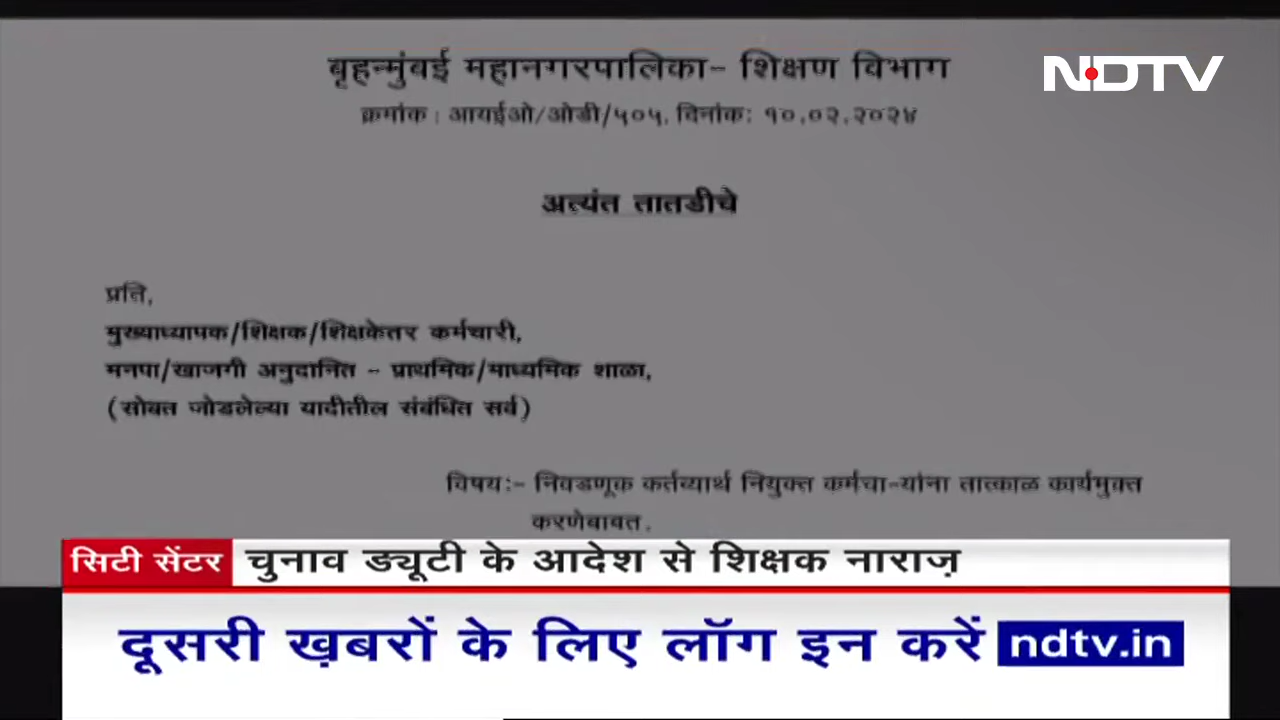 बृहन्मुंबई महानगरपालिका- शिक्षण विभाग
NDTV
क्रमांक : आयईओ/ओडी/५०५, दिनांक: १०.०२.२०२४
अत्यंत तातडीचे
प्रति,
मुख्याध्यापक/शिक्षक/शिक्षकेतर कर्मचारी,
मनपा/खाजगी अनुदानित - प्राथमिक/माध्यमिक शाळा,
(सोबत जोडलेल्या यादीतील संबंधित सर्व)
विषय:- निवडणूक कर्तव्यार्थ नियुक्त कर्मचा-यांना तात्काळ कार्यमुक्त
करणेबाबत.
सिटी सेंटर चुनाव ड्यूटी के आदेश से शिक्षक नाराज़
दूसरी ख़बरों के लिए लॉग इन करें ndtv.in